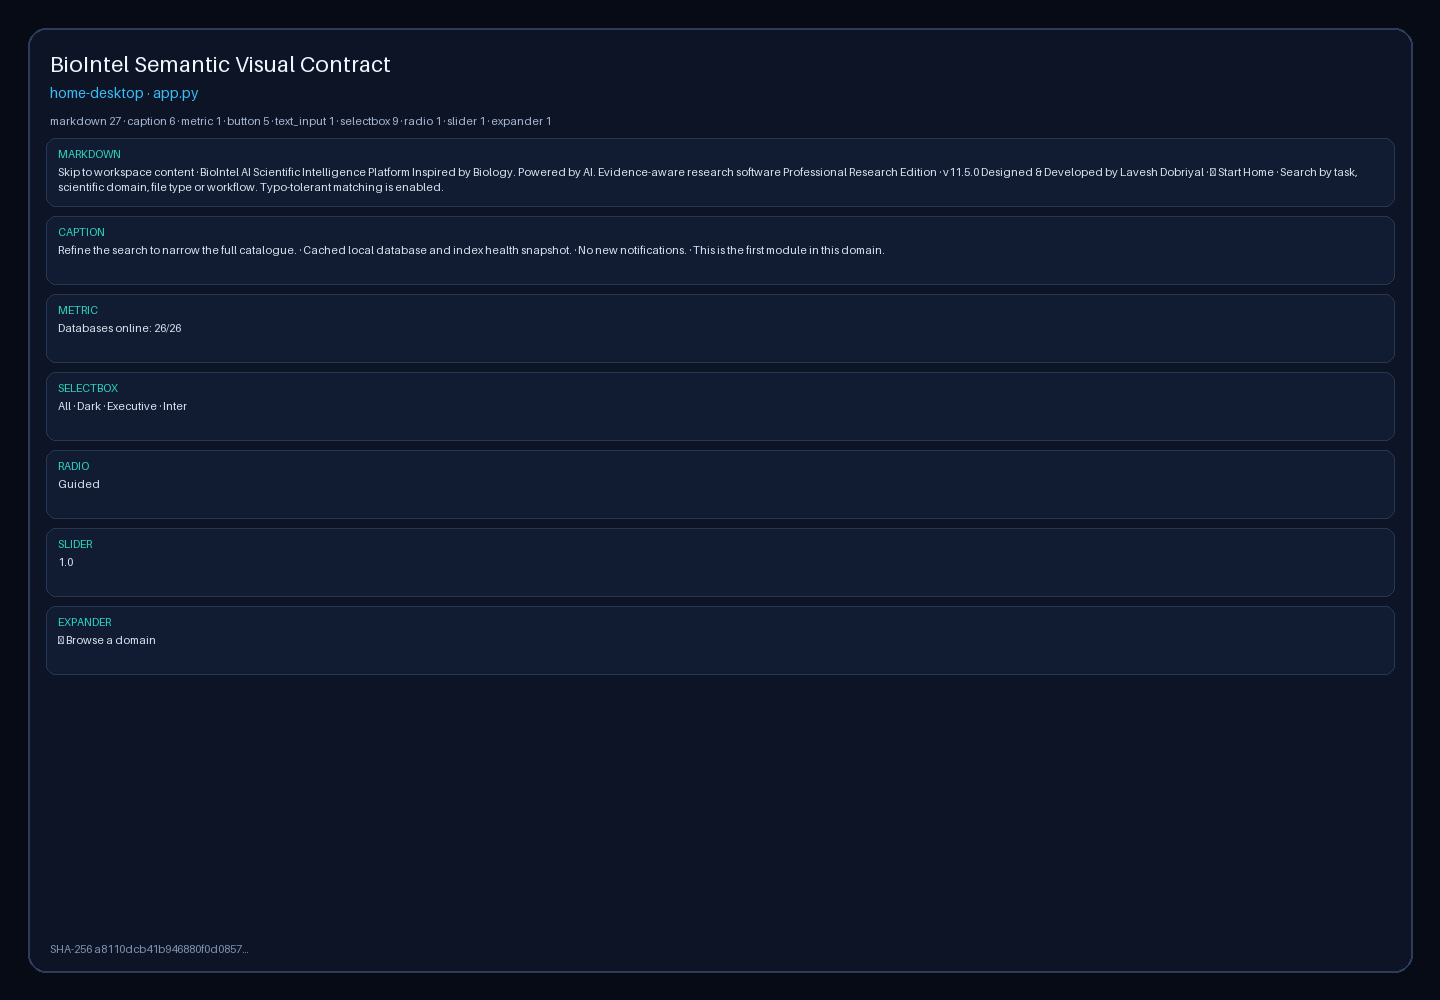 BioIntel Semantic Visual Contract
home-desktop · app.py
markdown 27 · caption 6 · metric 1 · button 5 · text_input 1 · selectbox 9 · radio 1 · slider 1 · expander 1
MARKDOWN
Skip to workspace content · BioIntel AI Scientific Intelligence Platform Inspired by Biology. Powered by AI. Evidence-aware research software Professional Research Edition · v11.5.0 Designed & Developed by Lavesh Dobriyal · Start Home · Search by task,
scientific domain, file type or workflow. Typo-tolerant matching is enabled.
CAPTION
Refine the search to narrow the full catalogue. · Cached local database and index health snapshot. · No new notifications. · This is the first module in this domain.
METRIC
Databases online: 26/26
SELECTBOX
All · Dark · Executive · Inter
RADIO
Guided
SLIDER
1.0
EXPANDER
Browse a domain
SHA-256 a8110dcb41b946880f0d0857…